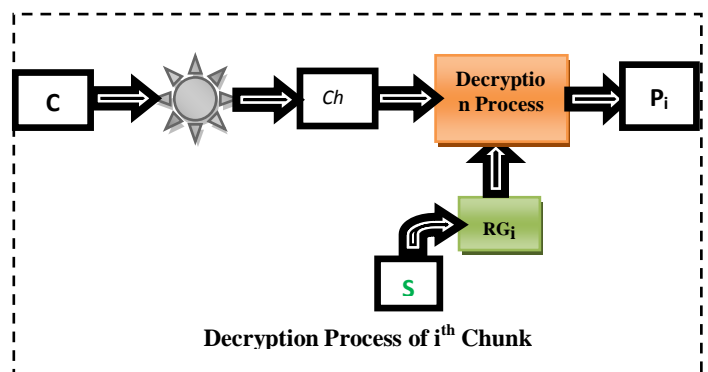 C
Ch
Decryptio
n Process
Pi
RGi
S
Decryption Process of ith Chunk